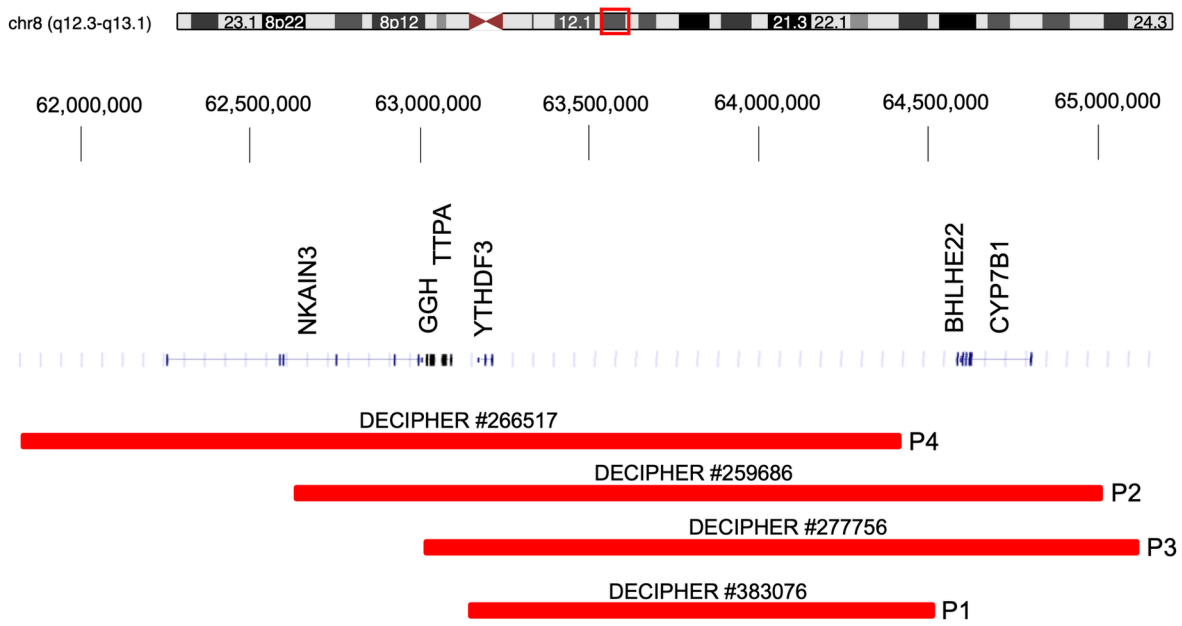 chr8 (q12.3-q13.1) 23.1 8p22 8p12 12.1 21.3 22.1 24.3
62,000,000 62,500,000 63,000,000 63,500,000 64,000,000 64,500,000 65,000,000
NKAIN3 GGH TTPA YTHDF3 BHLHE22 CYP7B1
DECIPHER #266517
P4
DECIPHER #259686
P2
DECIPHER #277756
P3
DECIPHER #383076
P1